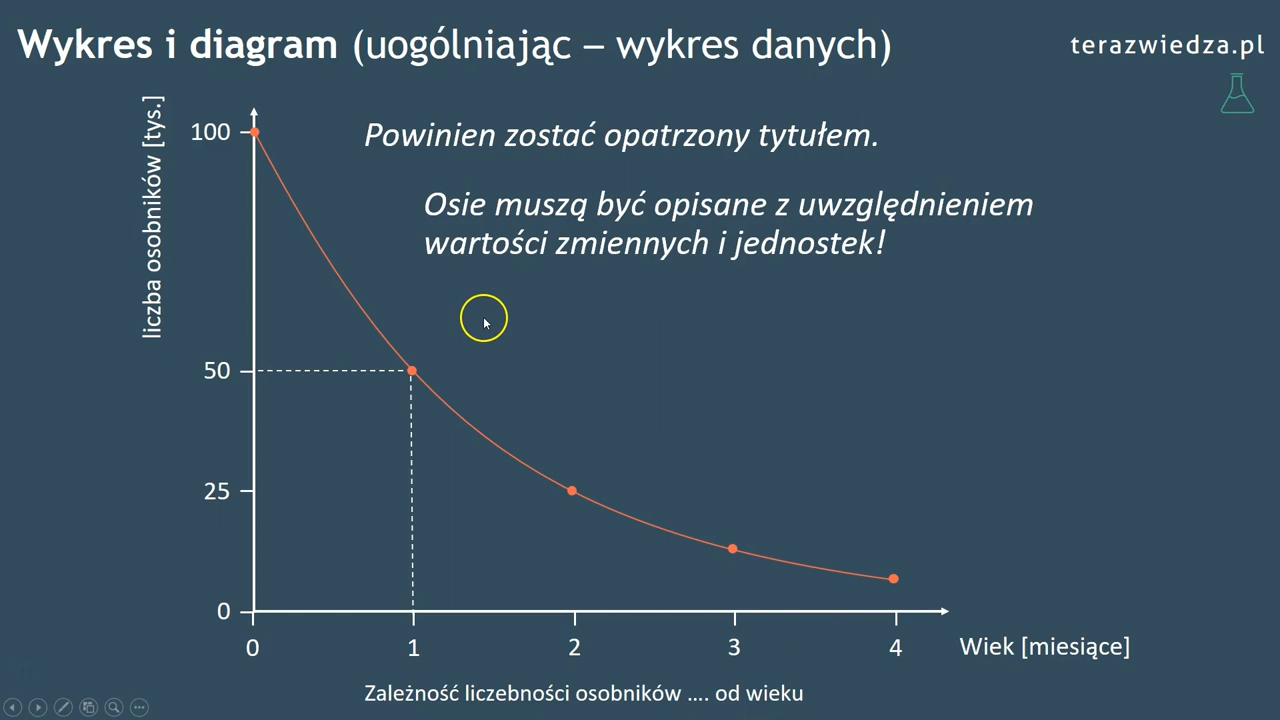 Wykres i diagram (uogólniając – wykres danych)
terazwiedza.pl
liczba osobników [tys.]
100
Powinien zostać opatrzony tytułem.
Osie muszą być opisane z uwzględnieniem
wartości zmiennych i jednostek!
50
25
0
0 1 2 3 4 Wiek [miesiące]
Zależność liczebności osobników .... od wieku